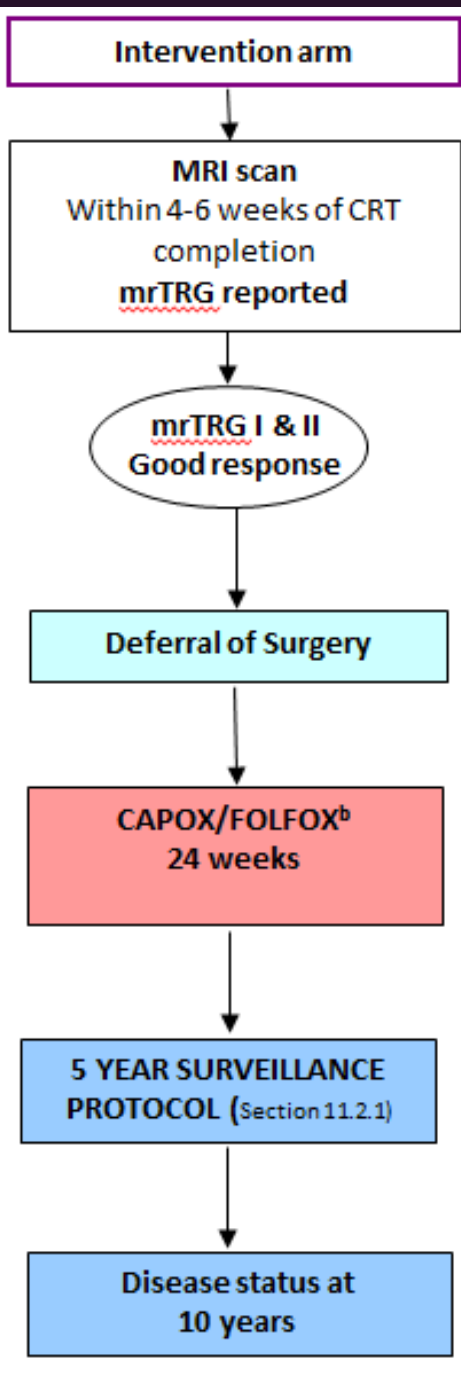 Intervention arm
MRI scan
Within 4-6 weeks of CRT
completion
mrTRG reported
mrTRG I & II
Good response
Deferral of Surgery
CAPOX/FOLFOXᵇ
24 weeks
5 YEAR SURVEILLANCE
PROTOCOL (Section 11.2.1)
Disease status at
10 years